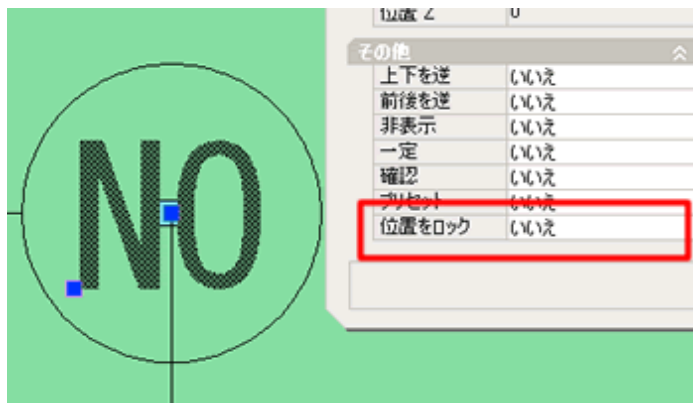 NO
位置 Z 0
その他
上下を逆 いいえ
前後を逆 いいえ
非表示 いいえ
一定 いいえ
確認 いいえ
プリセット いいえ
位置をロック いいえ